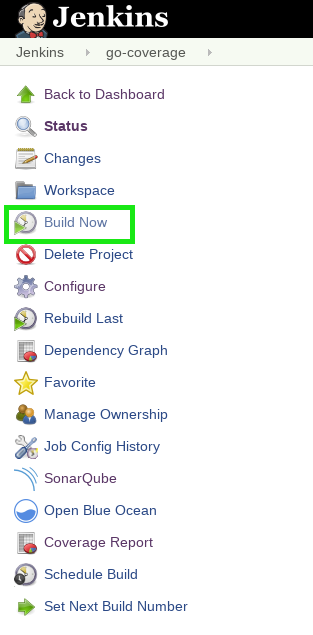 Jenkins
Jenkins go-coverage
Back to Dashboard
Status
Changes
Workspace
Build Now
Delete Project
Configure
Rebuild Last
Dependency Graph
Favorite
Manage Ownership
Job Config History
SonarQube
Open Blue Ocean
Coverage Report
Schedule Build
Set Next Build Number